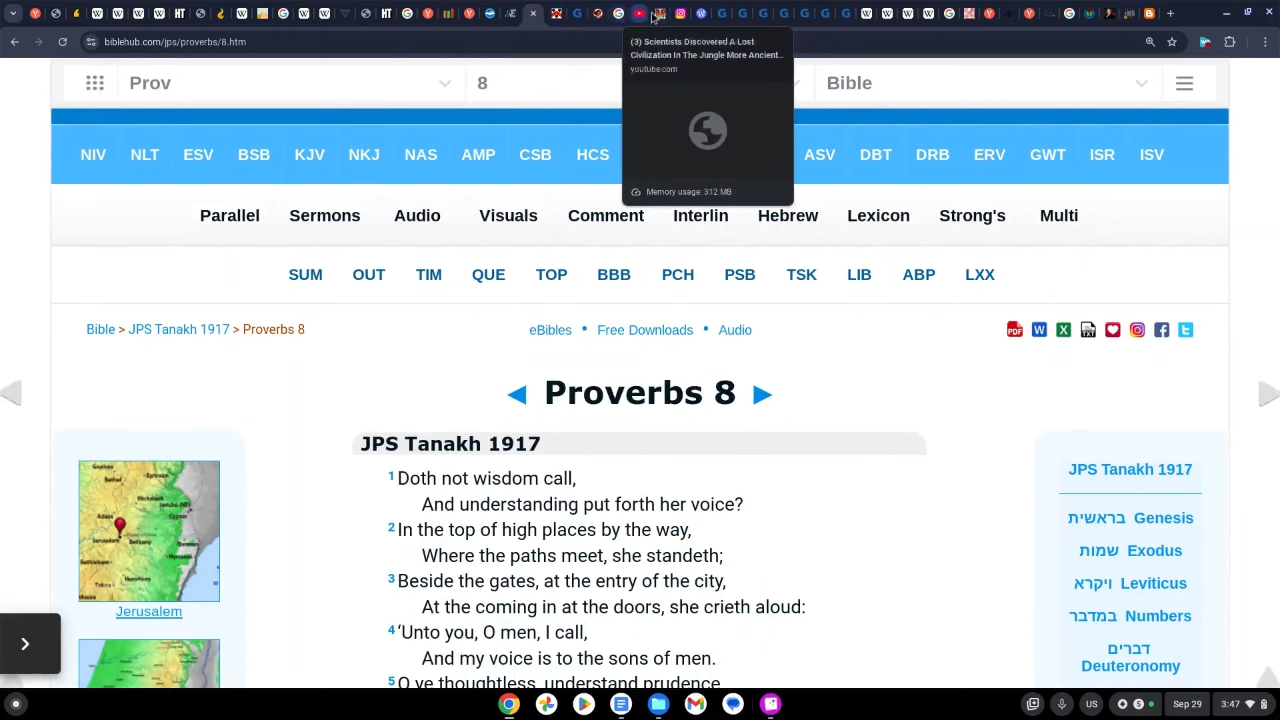 biblehub.com/jps/proverbs/8.htm
(3) Scientists Discovered A Lost
Civilization In The Jungle More Ancient...
youtube.com
Memory usage: 312 MB
Prov
8
Bible
NIV NLT ESV BSB KJV NKJ NAS AMP CSB HCS ASV DBT DRB ERV GWT ISR ISV
Parallel Sermons Audio Visuals Comment Interlin Hebrew Lexicon Strong's Multi
SUM OUT TIM QUE TOP BBB PCH PSB TSK LIB ABP LXX
Bible > JPS Tanakh 1917 > Proverbs 8
eBibles • Free Downloads • Audio
◄ Proverbs 8 ►
JPS Tanakh 1917
1 Doth not wisdom call,
And understanding put forth her voice?
2 In the top of high places by the way,
Where the paths meet, she standeth;
3 Beside the gates, at the entry of the city,
At the coming in at the doors, she crieth aloud:
4 ‘Unto you, O men, I call,
And my voice is to the sons of men.
5 O ye thoughtless, understand prudence,
Jerusalem
JPS Tanakh 1917
בראשית Genesis
שמות Exodus
ויקרא Leviticus
במדבר Numbers
דברים
Deuteronomy
US
Sep 29
3:47